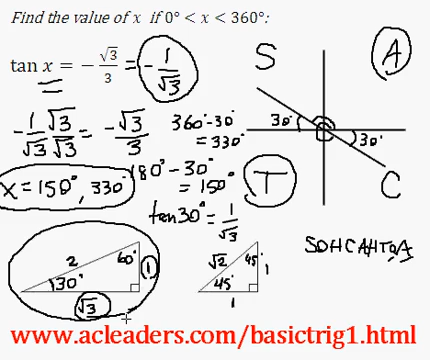 Find the value of x if 0° < x < 360°:
tan x = - √3/3 = - 1/√3
S
A
30°
30°
T
C
- 1/√3 √3/√3 = -√3/3
360°-30°
= 330°
180°-30°
= 150°
x = 150°, 330°
tan30° = 1/√3
2
60°
1
30°
√3
√2
45°
1
45°
1
SOHCAHTOA
www.acleaders.com/basictrig1.html